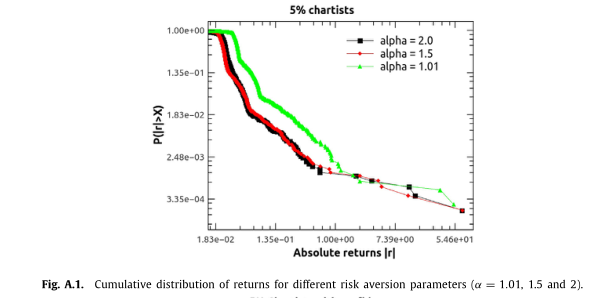 5% chartists
1.00e+00
1.35e−01
1.83e−02
2.48e−03
3.35e−04
P(|r|>X)
alpha = 2.0
alpha = 1.5
alpha = 1.01
1.83e−02 1.35e−01 1.00e+00 7.39e+00 5.46e+01
Absolute returns |r|
Fig. A.1. Cumulative distribution of returns for different risk aversion parameters (α = 1.01, 1.5 and 2).